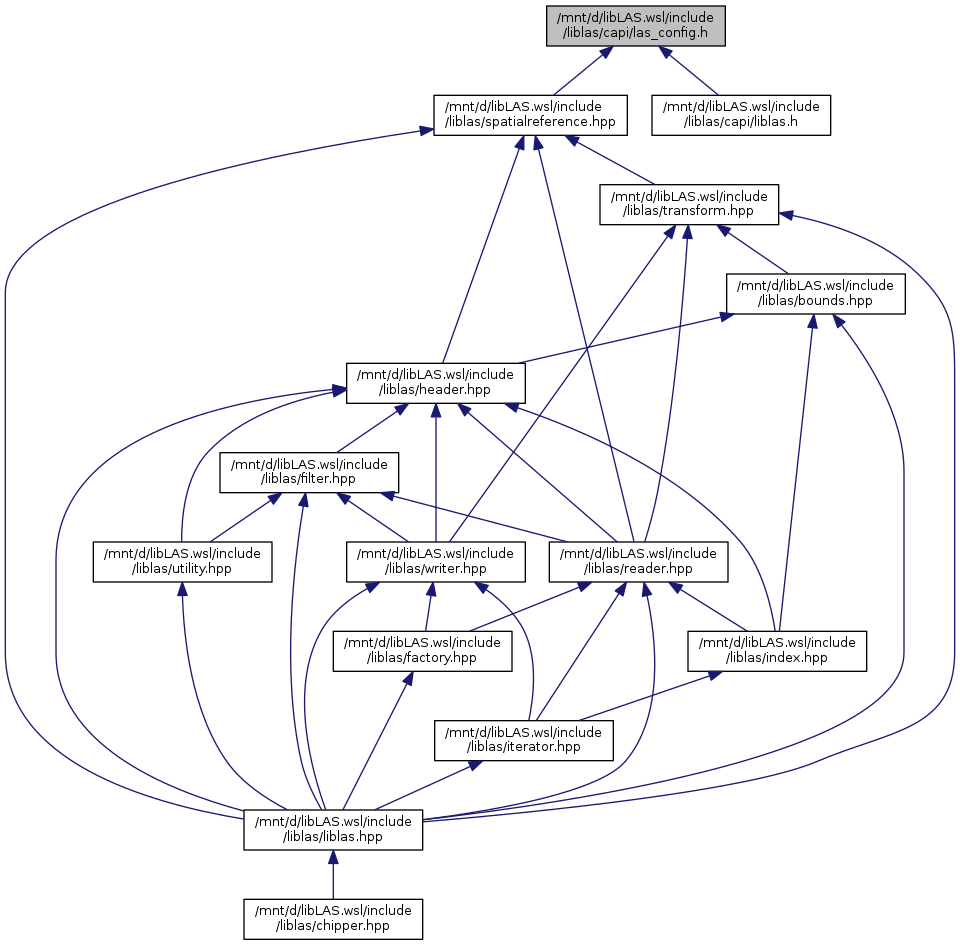 /mnt/d/libLAS.wsl/include
/liblas/capi/las_config.h
/mnt/d/libLAS.wsl/include
/liblas/spatialreference.hpp
/mnt/d/libLAS.wsl/include
/liblas/capi/liblas.h
/mnt/d/libLAS.wsl/include
/liblas/transform.hpp
/mnt/d/libLAS.wsl/include
/liblas/bounds.hpp
/mnt/d/libLAS.wsl/include
/liblas/header.hpp
/mnt/d/libLAS.wsl/include
/liblas/filter.hpp
/mnt/d/libLAS.wsl/include
/liblas/utility.hpp
/mnt/d/libLAS.wsl/include
/liblas/writer.hpp
/mnt/d/libLAS.wsl/include
/liblas/reader.hpp
/mnt/d/libLAS.wsl/include
/liblas/factory.hpp
/mnt/d/libLAS.wsl/include
/liblas/index.hpp
/mnt/d/libLAS.wsl/include
/liblas/iterator.hpp
/mnt/d/libLAS.wsl/include
/liblas/liblas.hpp
/mnt/d/libLAS.wsl/include
/liblas/chipper.hpp